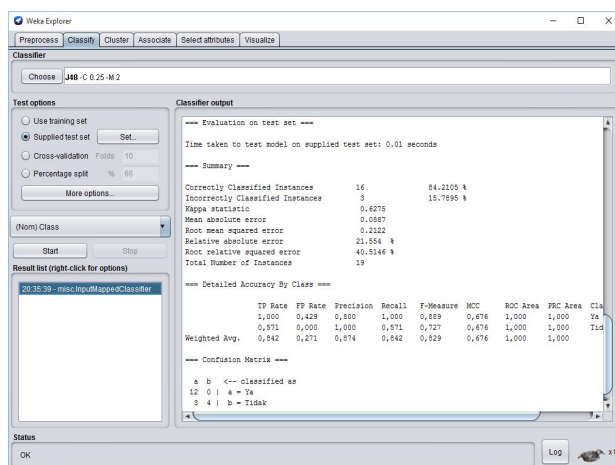 Weka Explorer
Preprocess Classify Cluster Associate Select attributes Visualize
Classifier
Choose J48 -C 0.25 -M 2
Test options
Use training set
Supplied test set Set...
Cross-validation Folds 10
Percentage split % 66
More options...
(Nom) Class
Start Stop
Result list (right-click for options)
20:35:39 - misc.InputMappedClassifier
Classifier output
=== Evaluation on test set ===
Time taken to test model on supplied test set: 0.01 seconds
=== Summary ===
Correctly Classified Instances 16 84.2105 %
Incorrectly Classified Instances 3 15.7895 %
Kappa statistic 0.6275
Mean absolute error 0.0887
Root mean squared error 0.2122
Relative absolute error 21.554 %
Root relative squared error 40.5146 %
Total Number of Instances 19
=== Detailed Accuracy By Class ===
TP Rate FP Rate Precision Recall F-Measure MCC ROC Area PRC Area Cla
1,000 0,429 0,800 1,000 0,889 0,676 1,000 1,000 Ya
0,571 0,000 1,000 0,571 0,727 0,676 1,000 1,000 Tid
Weighted Avg. 0,842 0,271 0,874 0,842 0,829 0,676 1,000 1,000
=== Confusion Matrix ===
a b <-- classified as
12 0 | a = Ya
3 4 | b = Tidak
Status
OK
Log